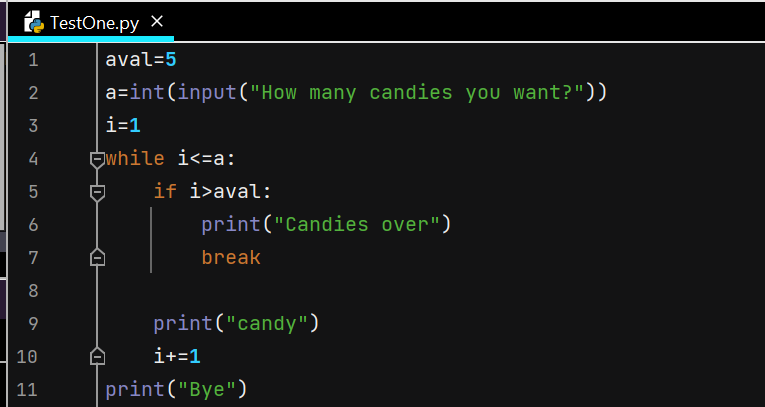 TestOne.py ×
1 aval=5
2 a=int(input("How many candies you want?"))
3 i=1
4 while i<=a:
5     if i>aval:
6         print("Candies over")
7         break
8
9     print("candy")
10     i+=1
11 print("Bye")